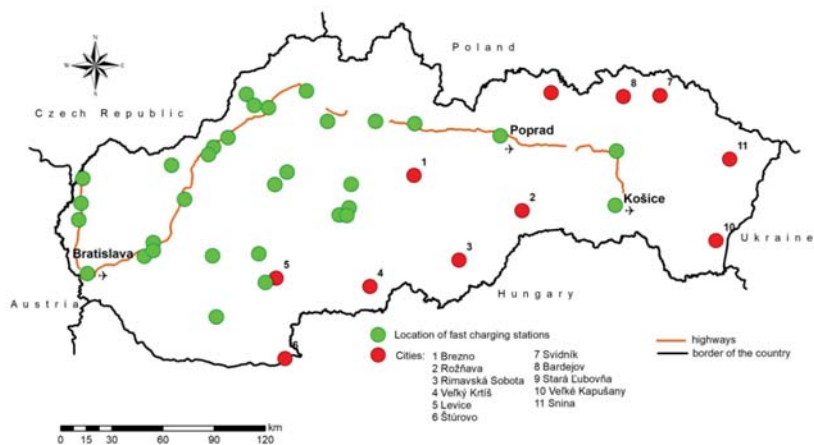 N
W
E
S
Poland
Czech Republic
8
7
Poprad
11
1
2
Košice
Bratislava
10
Ukraine
3
5
4
Austria
Hungary
6
Location of fast charging stations
Cities:
1 Brezno
2 Rožňava
3 Rimavská Sobota
4 Veľký Krtíš
5 Levice
6 Štúrovo
7 Svidník
8 Bardejov
9 Stará Ľubovňa
10 Veľké Kapušany
11 Snina
highways
border of the country
km
0 15 30 60 90 120